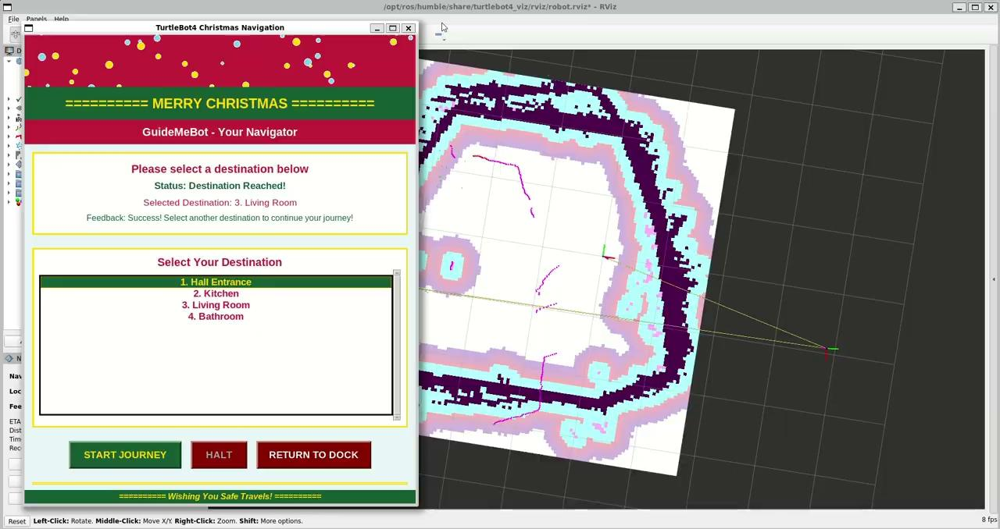 /opt/ros/humble/share/turtlebot4_viz/rviz/robot.rviz* - RViz
File Panels Help
TurtleBot4 Christmas Navigation
========== MERRY CHRISTMAS ==========
GuideMeBot - Your Navigator
Please select a destination below
Status: Destination Reached!
Selected Destination: 3. Living Room
Feedback: Success! Select another destination to continue your journey!
Select Your Destination
1. Hall Entrance
2. Kitchen
3. Living Room
4. Bathroom
START JOURNEY HALT RETURN TO DOCK
========== Wishing You Safe Travels! ==========
Nav
Loc
Fee
ETA
Dist
Time
Rec
Reset Left-Click: Rotate. Middle-Click: Move X/Y. Right-Click: Zoom. Shift: More options. 8 fps